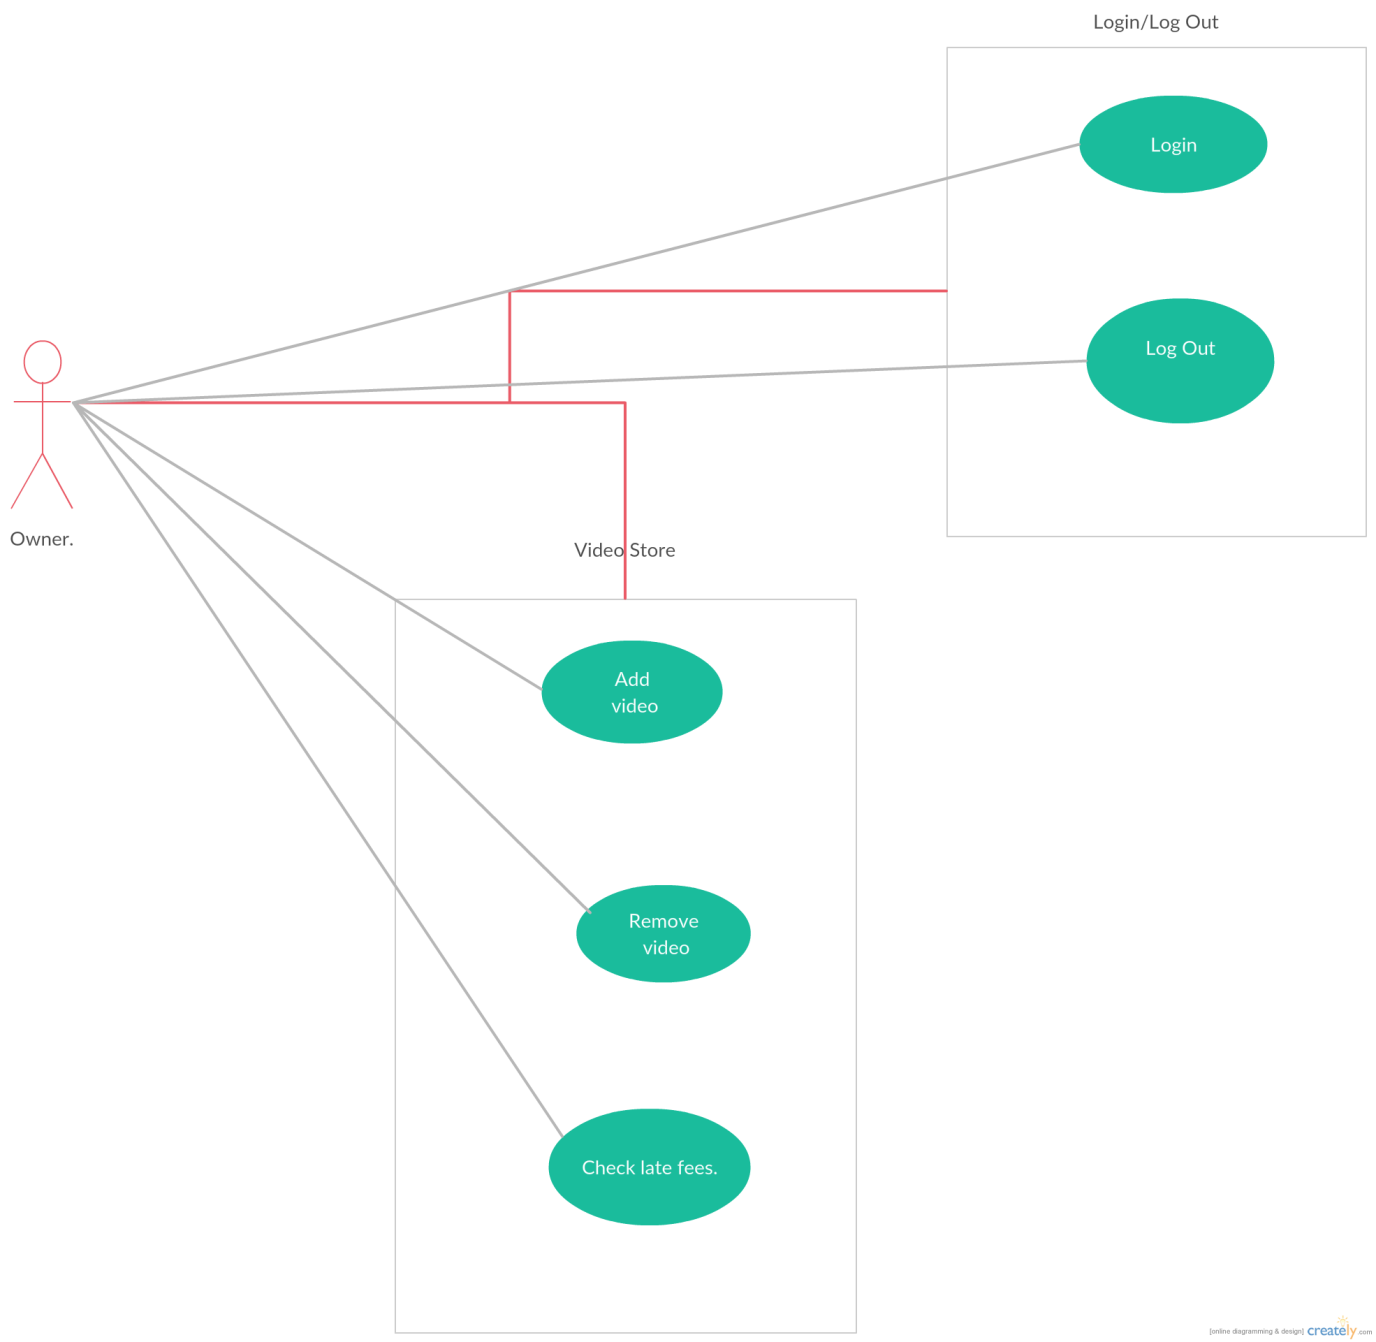 Login/Log Out
Login
Log Out
Owner.
Video Store
Add
video
Remove
video
Check late fees.
[online diagramming & design] creately.com